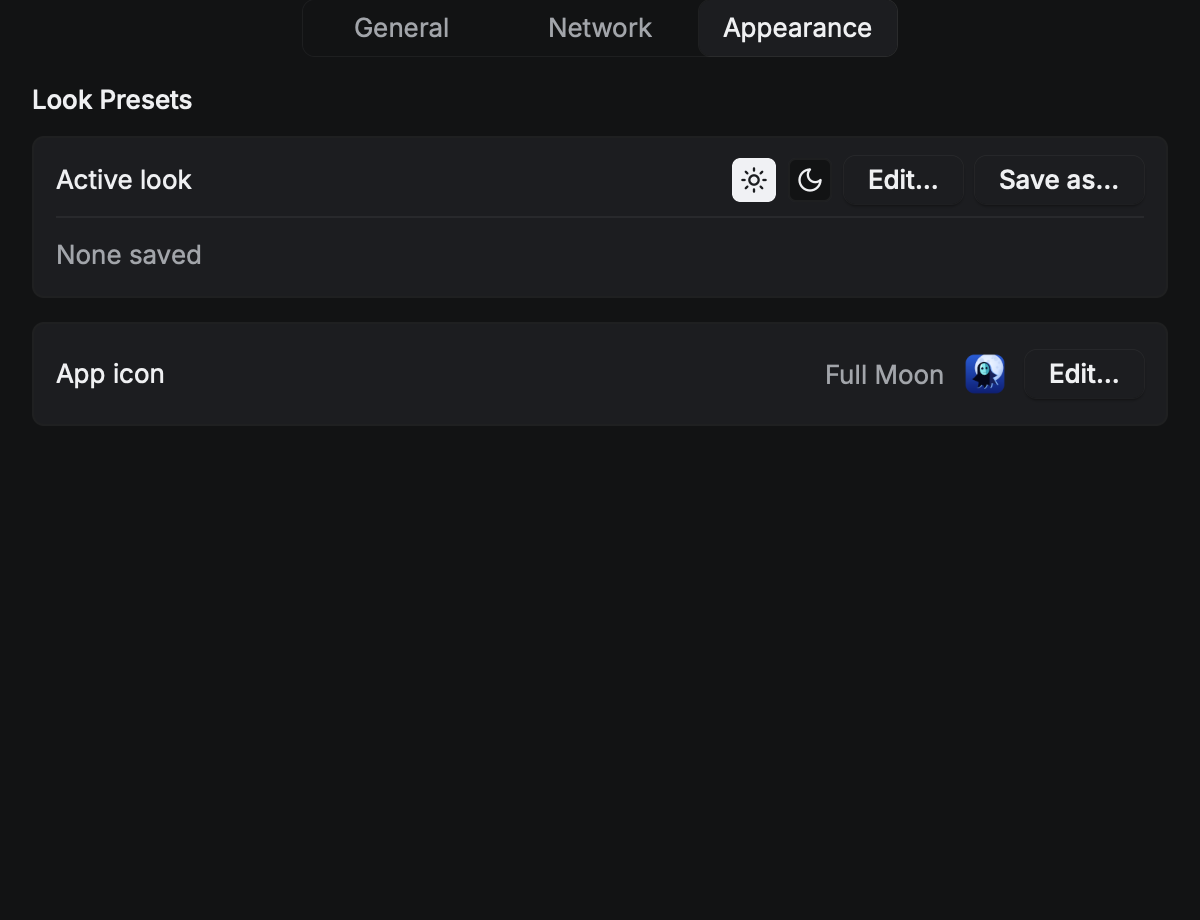 General Network Appearance
Look Presets
Active look Edit... Save as...
None saved
App icon Full Moon Edit...